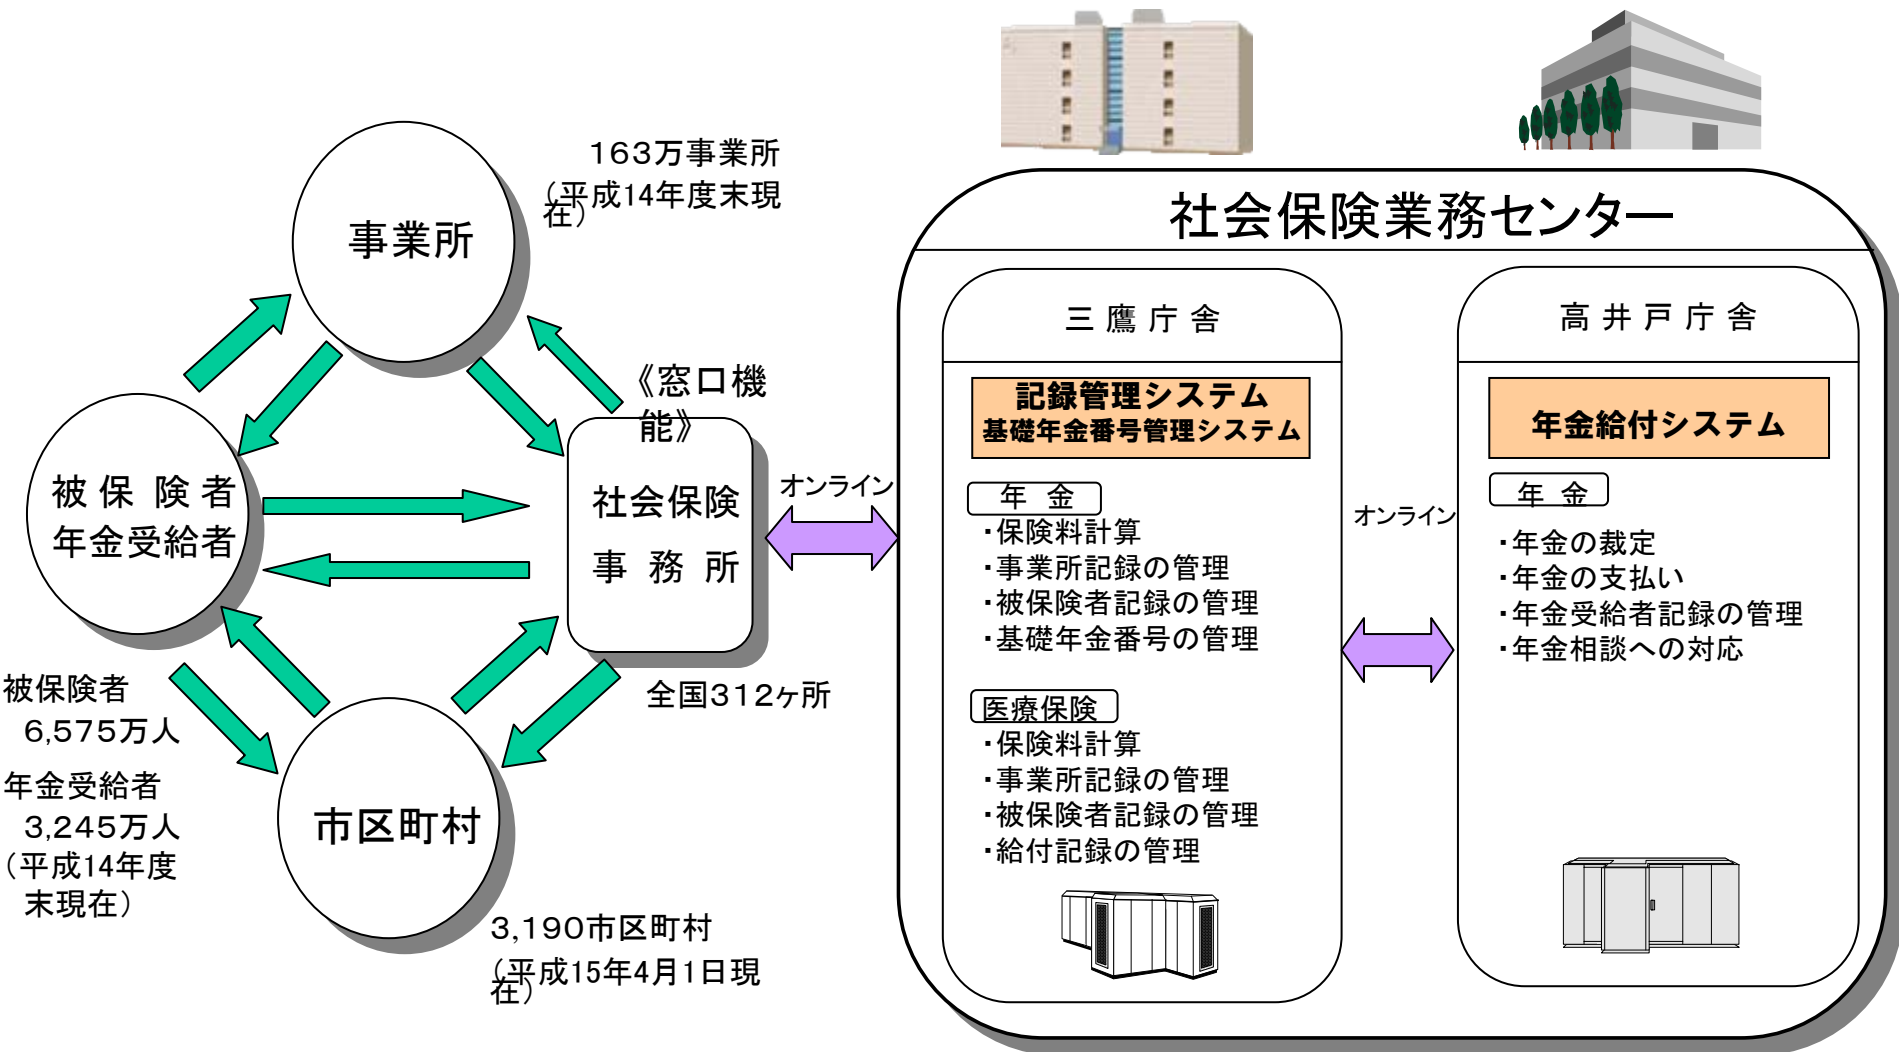 163万事業所
(平成14年度末現
在)
事業所
《窓口機
能》
被保険者
年金受給者
社会保険
事務所
オンライン
全国312ヶ所
被保険者
6,575万人
年金受給者
3,245万人
(平成14年度
末現在)
市区町村
3,190市区町村
(平成15年4月1日現
在)
社会保険業務センター
三鷹庁舎
記録管理システム
基礎年金番号管理システム
年金
・保険料計算
・事業所記録の管理
・被保険者記録の管理
・基礎年金番号の管理
医療保険
・保険料計算
・事業所記録の管理
・被保険者記録の管理
・給付記録の管理
オンライン
高井戸庁舎
年金給付システム
年金
・年金の裁定
・年金の支払い
・年金受給者記録の管理
・年金相談への対応